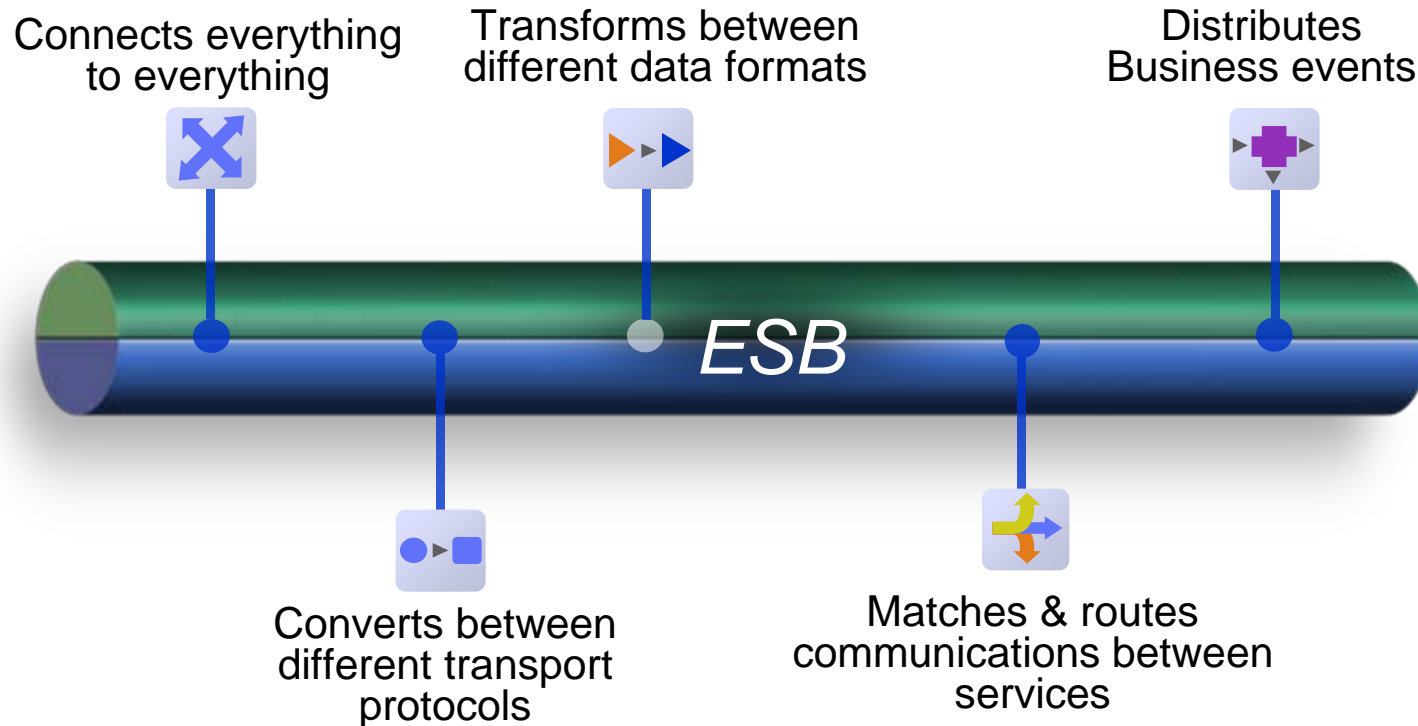 Connects everything
to everything
Transforms between
different data formats
Distributes
Business events
ESB
Converts between
different transport
protocols
Matches & routes
communications between
services